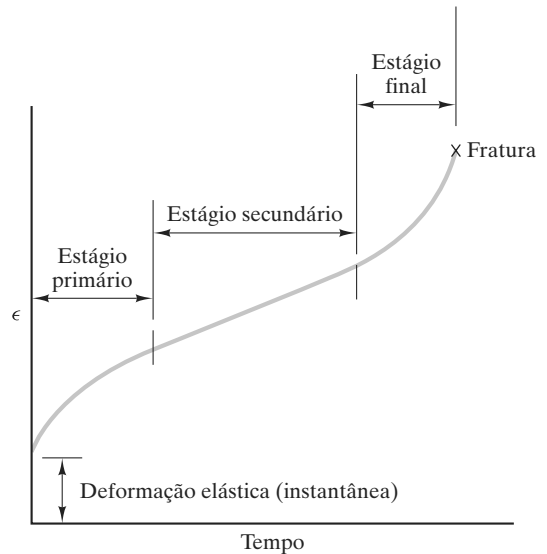 Estágio
final
Fratura
Estágio secundário
Estágio
primário
ϵ
Deformação elástica (instantânea)
Tempo